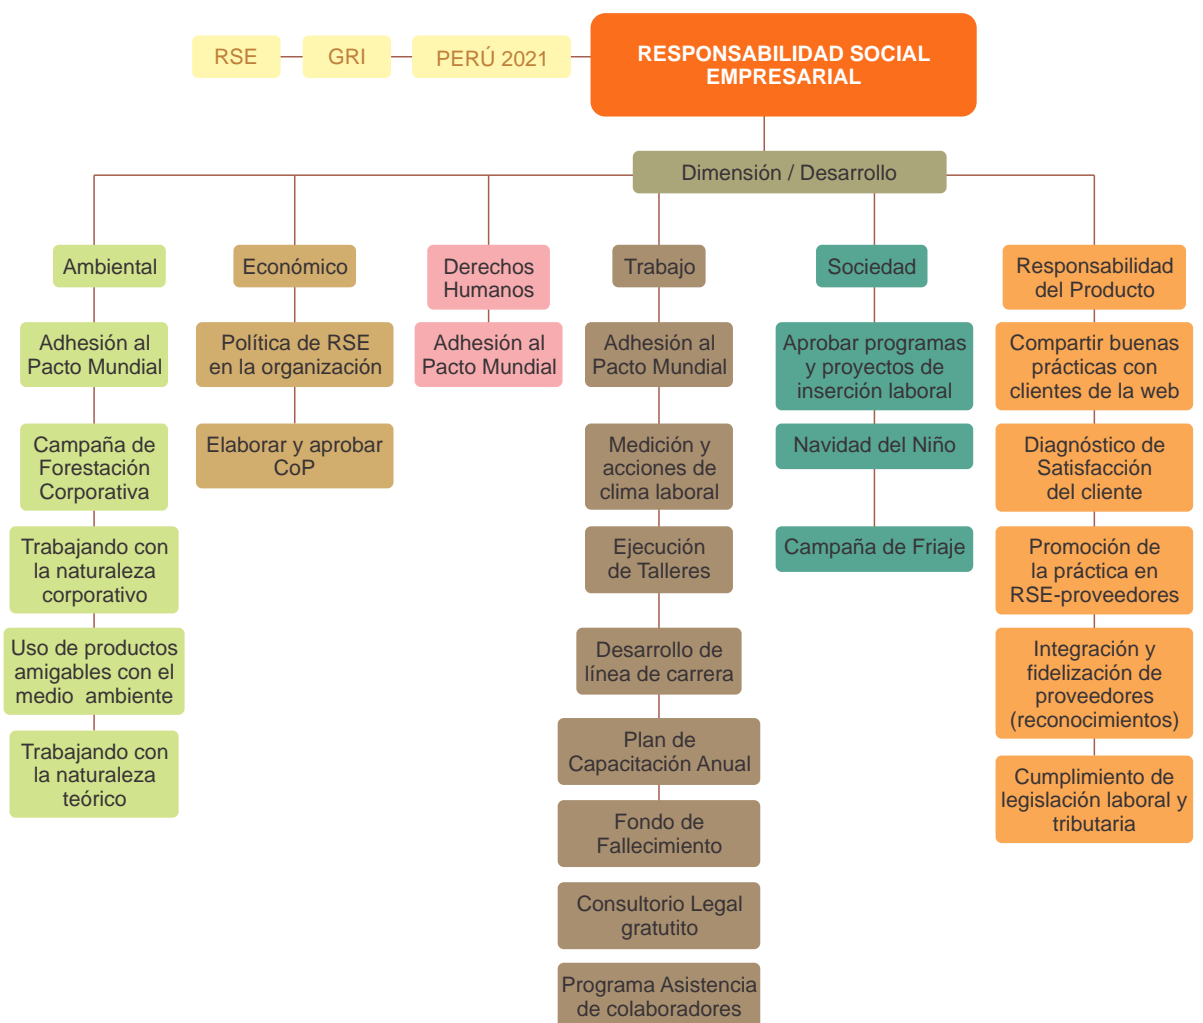 RSE
GRI
PERÚ 2021
RESPONSABILIDAD SOCIAL
EMPRESARIAL
Dimensión / Desarrollo
Ambiental
Adhesión al
Pacto Mundial
Campaña de
Forestación
Corporativa
Trabajando con
la naturaleza
corporativo
Uso de productos
amigables con el
medio ambiente
Trabajando con
la naturaleza
teórico
Económico
Política de RSE
en la organización
Elaborar y aprobar
CoP
Derechos
Humanos
Adhesión al
Pacto Mundial
Trabajo
Adhesión al
Pacto Mundial
Medición y
acciones de
clima laboral
Ejecución
de Talleres
Desarrollo de
línea de carrera
Plan de
Capacitación Anual
Fondo de
Fallecimiento
Consultorio Legal
gratutito
Programa Asistencia
de colaboradores
Sociedad
Aprobar programas
y proyectos de
inserción laboral
Navidad del Niño
Campaña de Friaje
Responsabilidad
del Producto
Compartir buenas
prácticas con
clientes de la web
Diagnóstico de
Satisfacción
del cliente
Promoción de
la práctica en
RSE-proveedores
Integración y
fidelización de
proveedores
(reconocimientos)
Cumplimiento de
legislación laboral y
tributaria